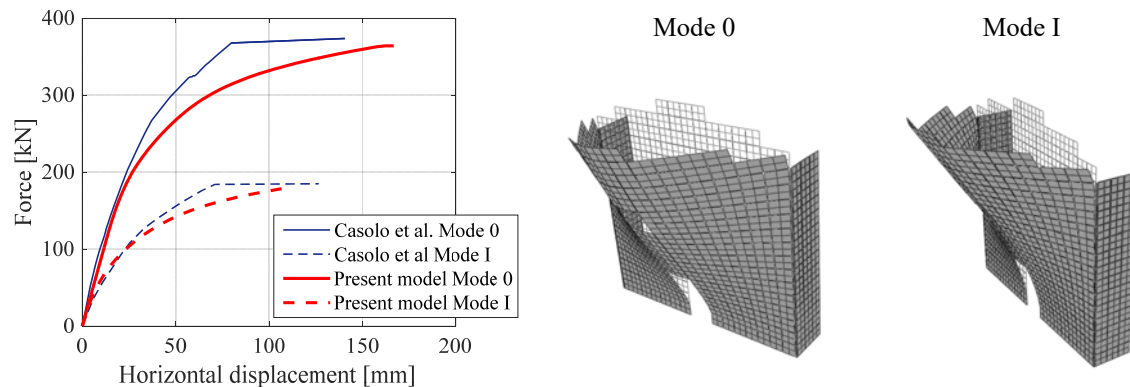 Mode 0
Mode I
400
300
200
100
0
Force [kN]
Casolo et al. Mode 0
Casolo et al Mode I
Present model Mode 0
Present model Mode I
0 50 100 150 200
Horizontal displacement [mm]